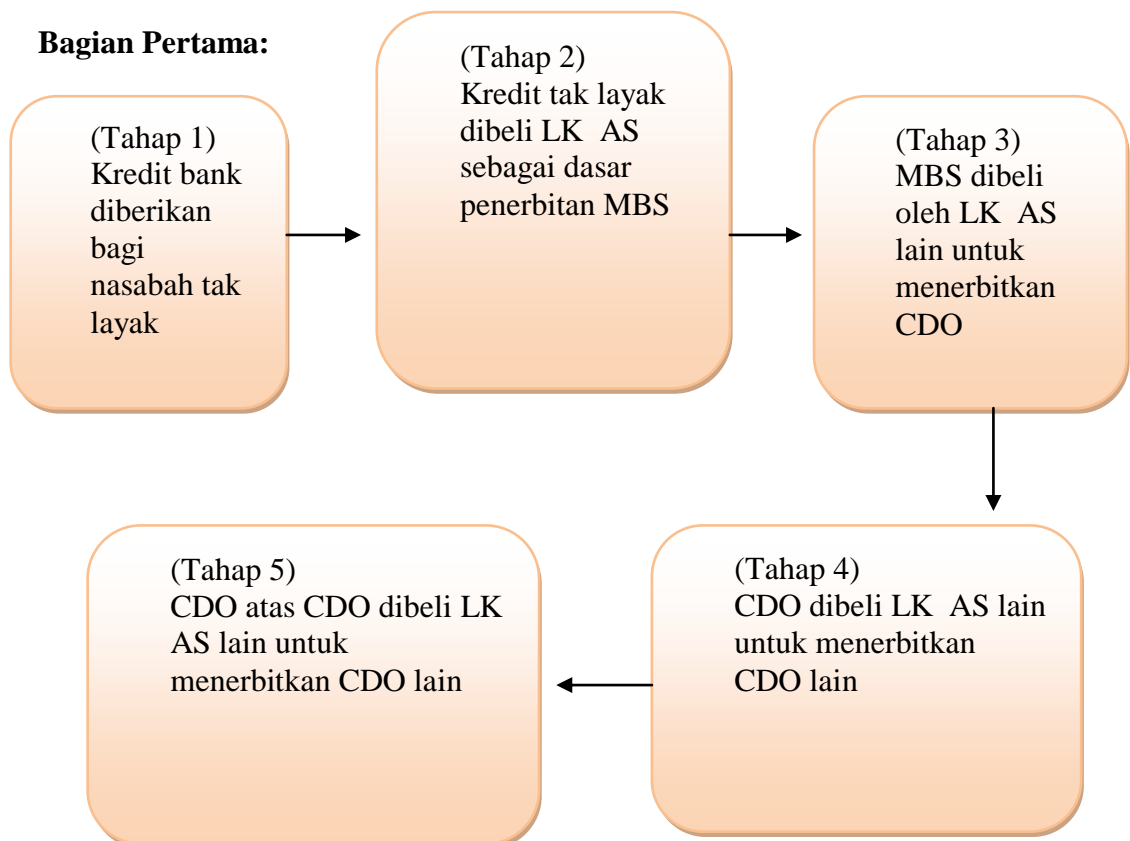 Bagian Pertama:
(Tahap 1)
Kredit bank
diberikan
bagi
nasabah tak
layak
(Tahap 2)
Kredit tak layak
dibeli LK AS
sebagai dasar
penerbitan MBS
(Tahap 3)
MBS dibeli
oleh LK AS
lain untuk
menerbitkan
CDO
(Tahap 4)
CDO dibeli LK AS lain
untuk menerbitkan
CDO lain
(Tahap 5)
CDO atas CDO dibeli LK
AS lain untuk
menerbitkan CDO lain